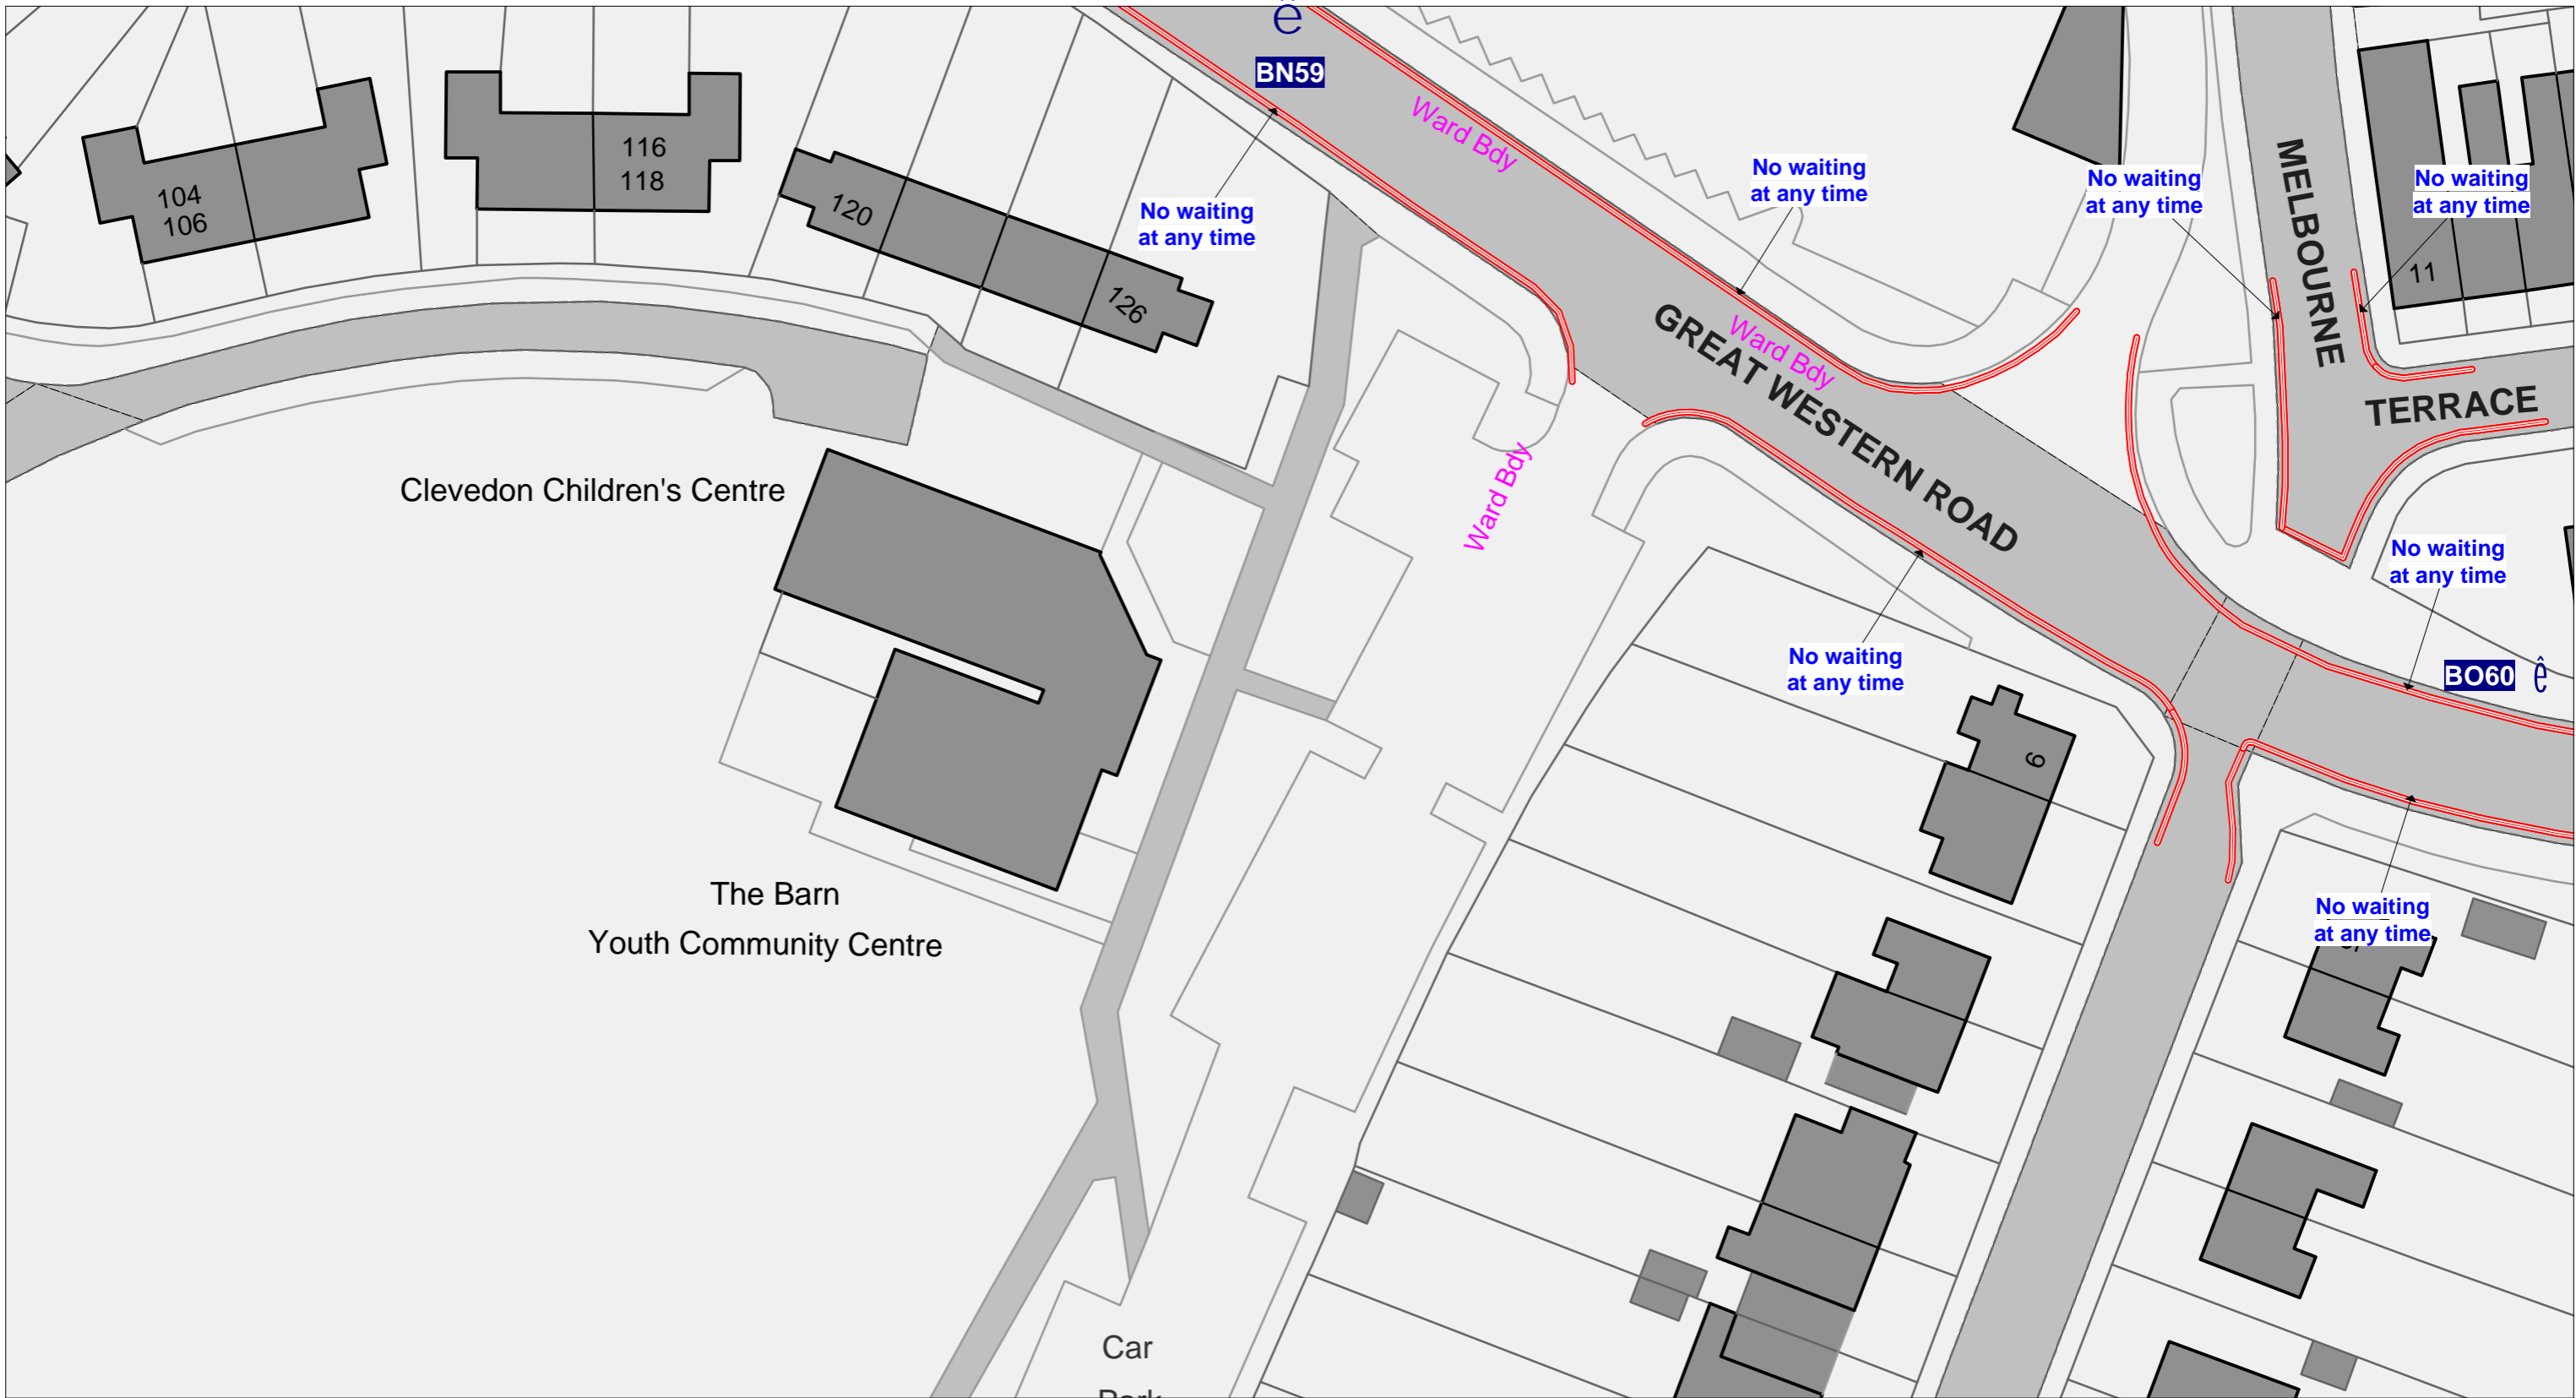 ê
BN59
Ward Bdy
No waiting
at any time
No waiting
at any time
No waiting
at any time
No waiting
at any time
MELBOURNE
TERRACE
104
106
116
118
120
126
11
Ward Bdy
GREAT WESTERN ROAD
Ward Bdy
Clevedon Children's Centre
No waiting
at any time
No waiting
at any time
BO60 ê
6
The Barn
Youth Community Centre
No waiting
at any time
Car
Park